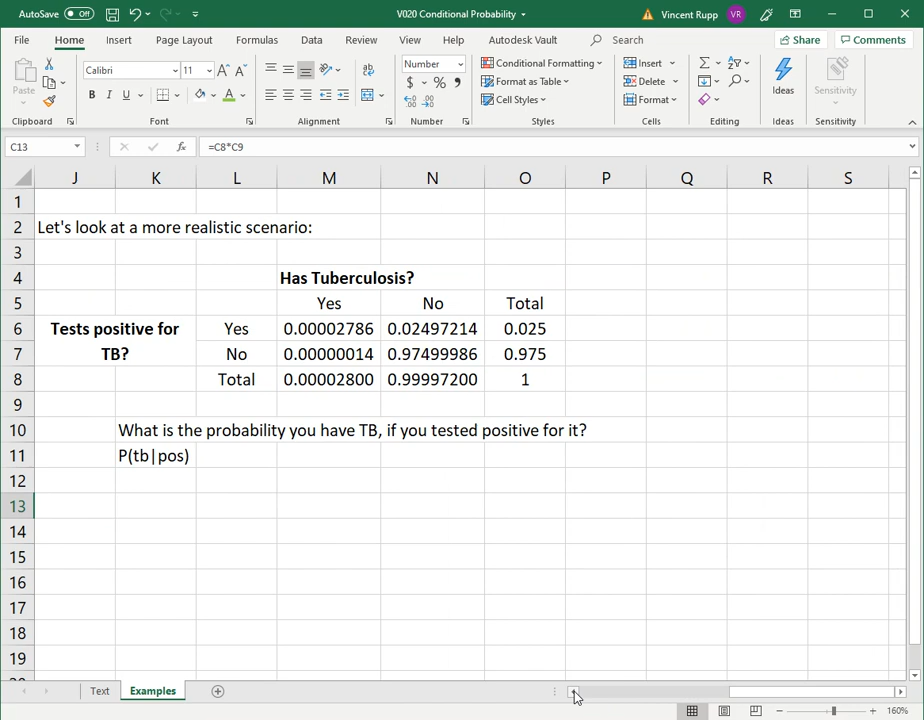 AutoSave Off V020 Conditional Probability Vincent Rupp VR
File Home Insert Page Layout Formulas Data Review View Help Autodesk Vault Search Share Comments
Paste Calibri 11 Number Conditional Formatting Insert
B I U $ % Format as Table Delete Ideas Sensitivity
Cell Styles Format
Clipboard Font Alignment Number Styles Cells Editing Ideas Sensitivity
C13 fx =C8*C9
J K L M N O P Q R S
1
2 Let's look at a more realistic scenario:
3
4 Has Tuberculosis?
5 Yes No Total
6 Tests positive for Yes 0.00002786 0.02497214 0.025
7 TB? No 0.00000014 0.97499986 0.975
8 Total 0.00002800 0.99997200 1
9
10 What is the probability you have TB, if you tested positive for it?
11 P(tb|pos)
12
13
14
15
16
17
18
19
Text Examples
160%